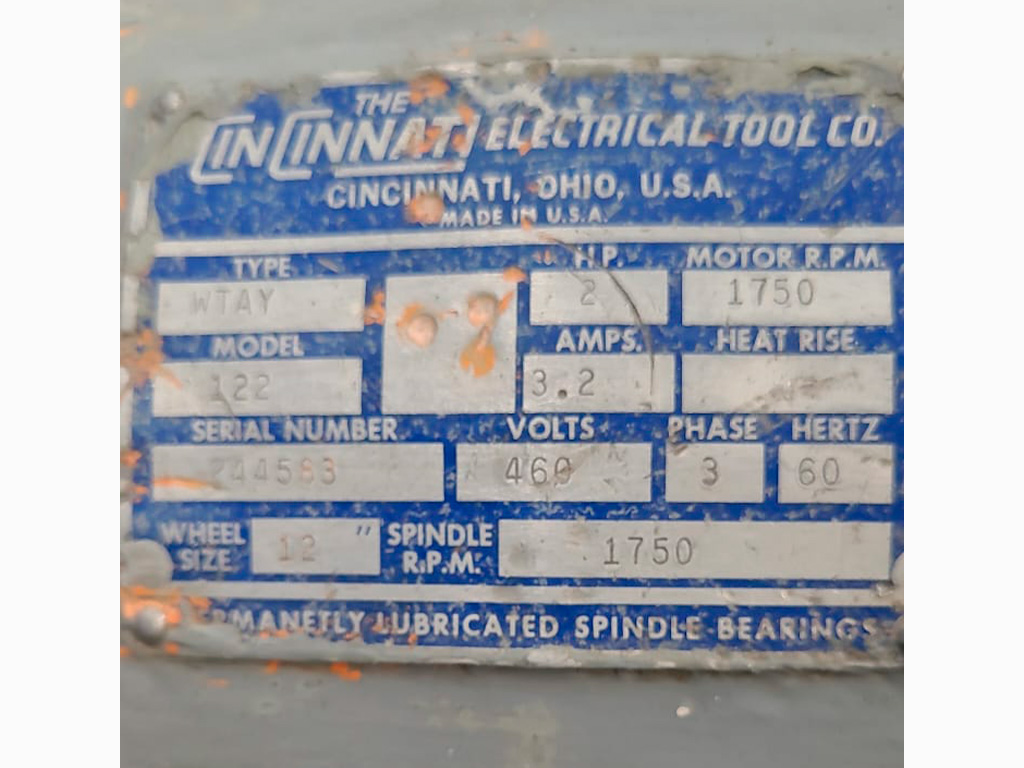 THE
CINCINNATI ELECTRICAL TOOL CO.
CINCINNATI, OHIO, U.S.A.
MADE IN U.S.A.
TYPE H.P. MOTOR R.P.M.
WTAY 2 1750
MODEL AMPS. HEAT RISE
122 3.2
SERIAL NUMBER VOLTS PHASE HERTZ
460 3 60
WHEEL SIZE 12 " SPINDLE R.P.M. 1750
LUBRICATED SPINDLE BEARINGS